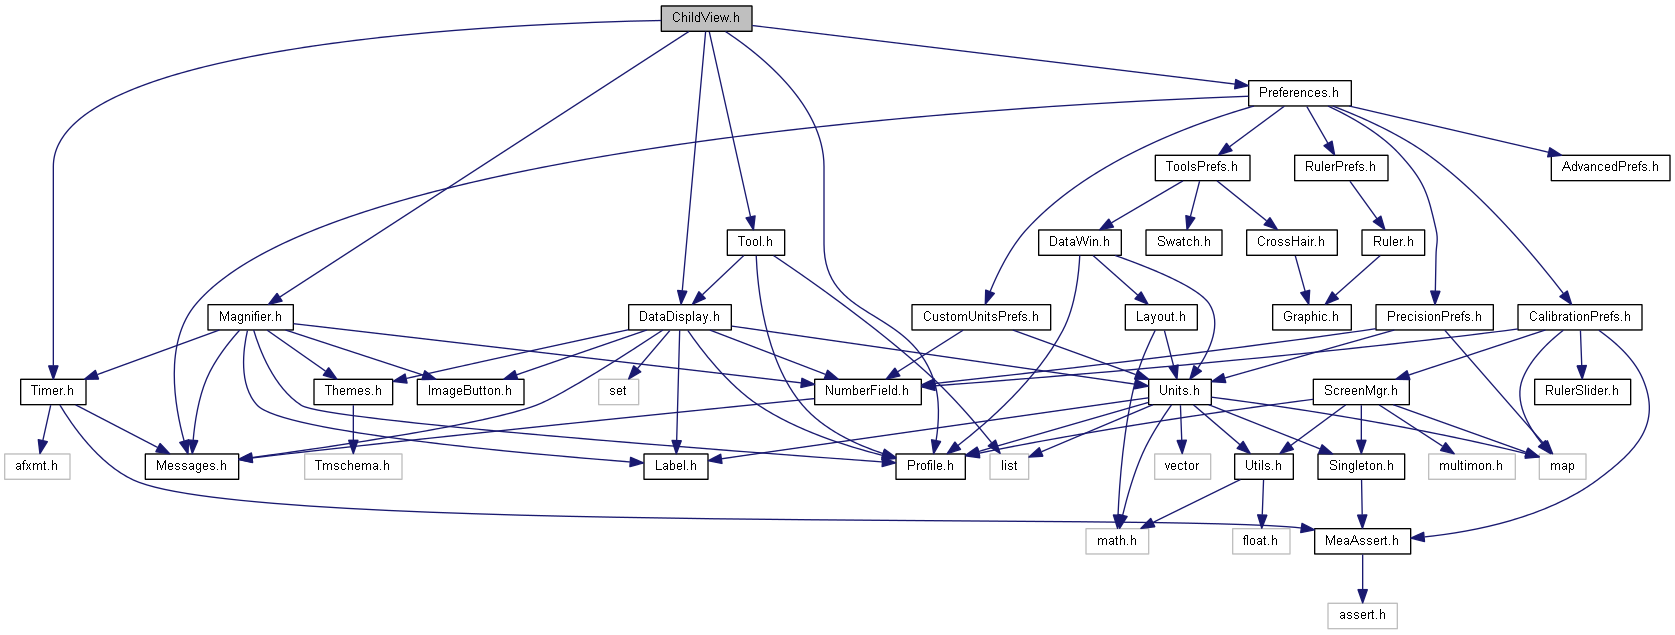 ChildView.h
Preferences.h
ToolsPrefs.h
RulerPrefs.h
AdvancedPrefs.h
Tool.h
DataWin.h
Swatch.h
CrossHair.h
Ruler.h
Magnifier.h
DataDisplay.h
CustomUnitsPrefs.h
Layout.h
Graphic.h
PrecisionPrefs.h
CalibrationPrefs.h
Timer.h
Themes.h
ImageButton.h
set
NumberField.h
Units.h
ScreenMgr.h
RulerSlider.h
afxmt.h
Messages.h
Tmschema.h
Label.h
Profile.h
list
vector
Utils.h
Singleton.h
multimon.h
map
math.h
float.h
MeaAssert.h
assert.h